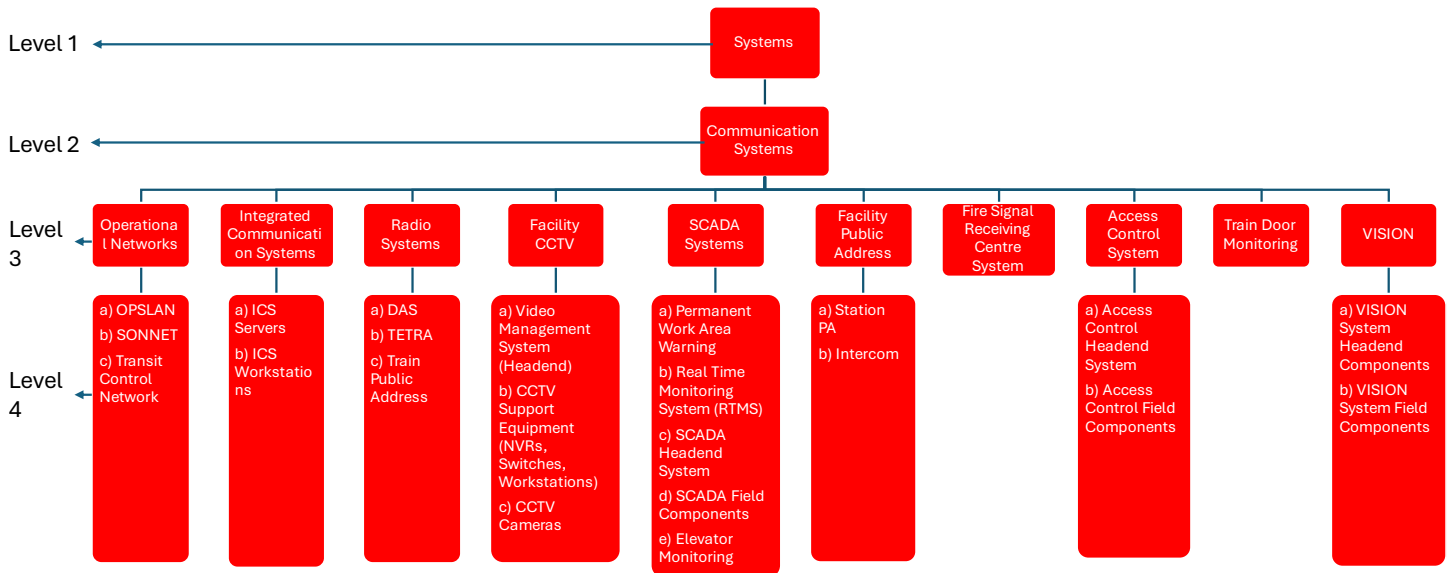 Level 1
Systems
Level 2
Communication
Systems
Level
3
Operationa
l Networks
Integrated
Communicati
on Systems
Radio
Systems
Facility
CCTV
SCADA
Systems
Facility
Public
Address
Fire Signal
Receiving
Centre
System
Access
Control
System
Train Door
Monitoring
VISION
Level
4
a) OPSLAN
b) SONNET
c) Transit
Control
Network
a) ICS
Servers
b) ICS
Workstatio
ns
a) DAS
b) TETRA
c) Train
Public
Address
a) Video
Management
System
(Headend)
b) CCTV
Support
Equipment
(NVRs,
Switches,
Workstations)
c) CCTV
Cameras
a) Permanent
Work Area
Warning
b) Real Time
Monitoring
System (RTMS)
c) SCADA
Headend
System
d) SCADA Field
Components
e) Elevator
Monitoring
a) Station
PA
b) Intercom
a) Access
Control
Headend
System
b) Access
Control Field
Components
a) VISION
System
Headend
Components
b) VISION
System Field
Components